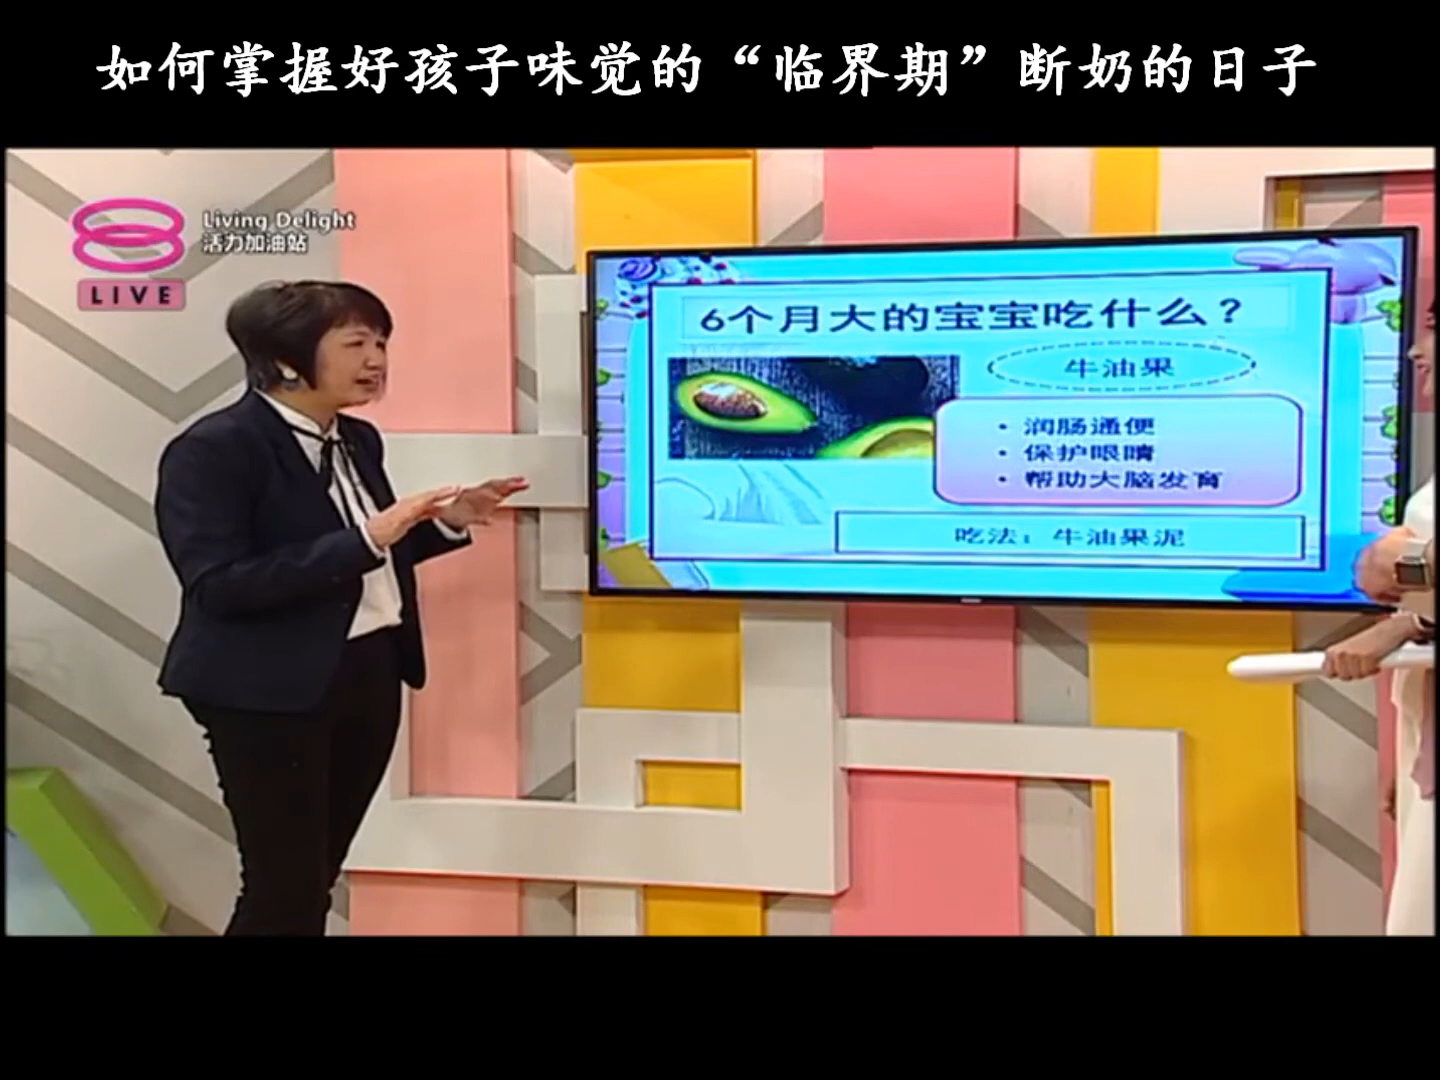 如何掌握好孩子味觉的“临界期”断奶的日子
Living Delight
活力加油站
LIVE
6个月大的宝宝吃什么？
牛油果
• 润肠通便
• 保护眼睛
• 帮助大脑发育
吃法：牛油果泥